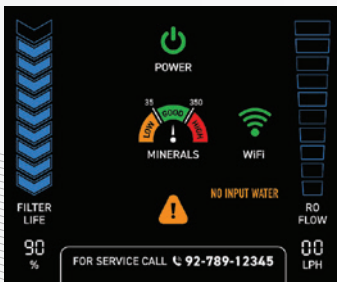 POWER
35 350
LOW GOOD HIGH
MINERALS
WiFi
NO INPUT WATER
FILTER
LIFE
RO
FLOW
90
%
FOR SERVICE CALL 92-789-12345
00
LPH